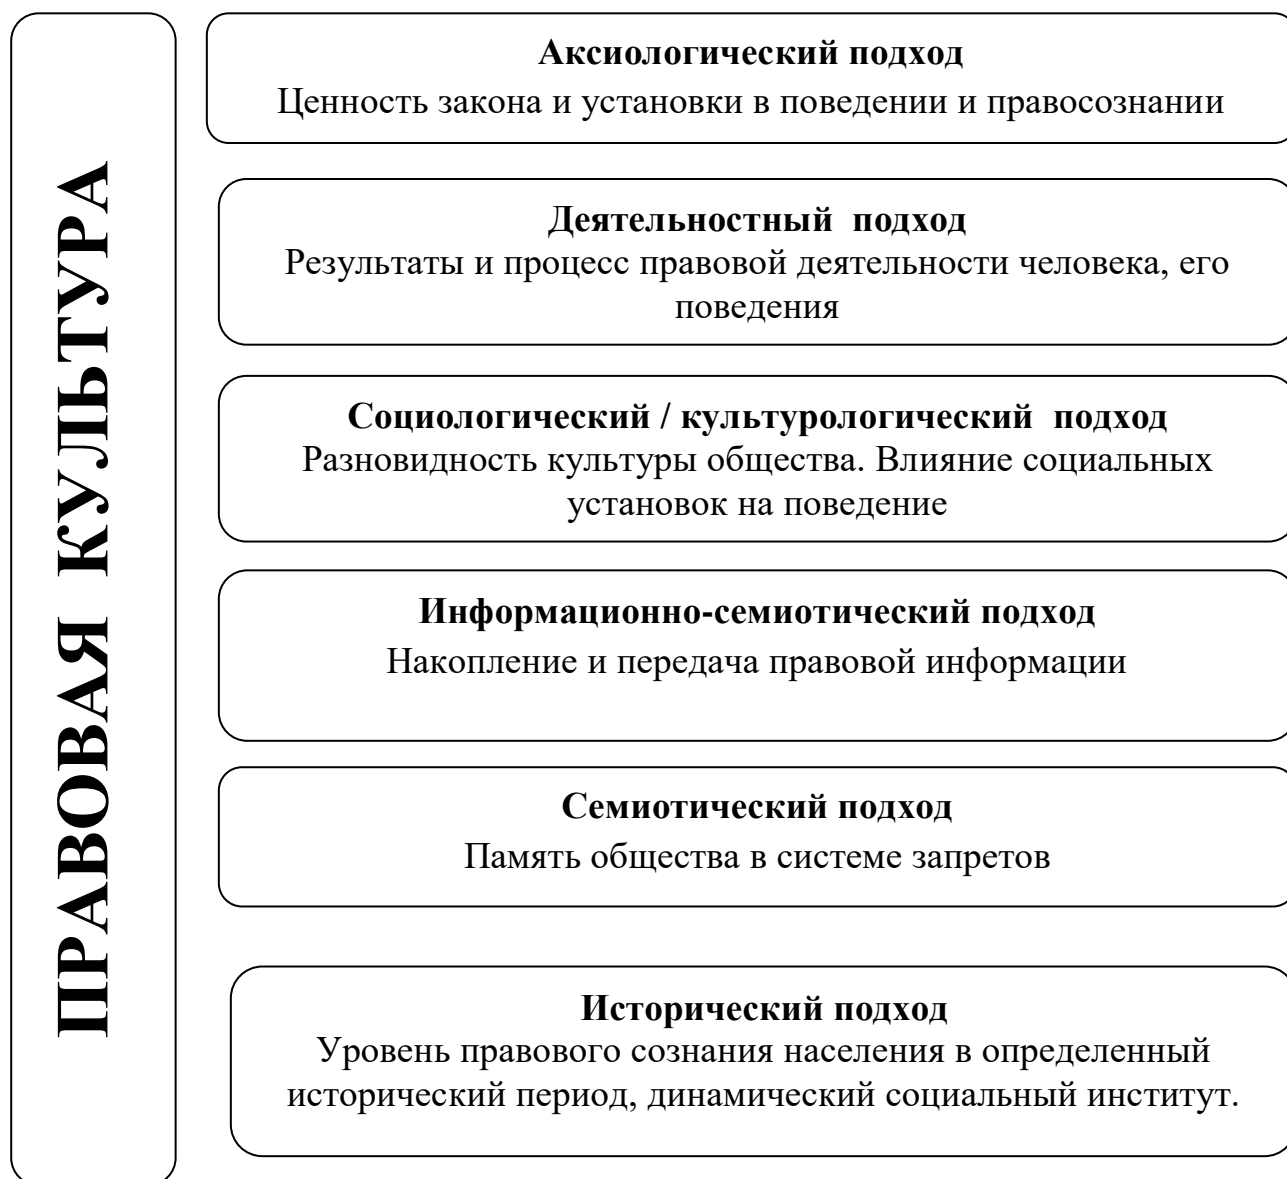 ПРАВОВАЯ КУЛЬТУРА
Аксиологический подход
Ценность закона и установки в поведении и правосознании
Деятельностный подход
Результаты и процесс правовой деятельности человека, его
поведения
Социологический / культурологический подход
Разновидность культуры общества. Влияние социальных
установок на поведение
Информационно-семиотический подход
Накопление и передача правовой информации
Семиотический подход
Память общества в системе запретов
Исторический подход
Уровень правового сознания населения в определенный
исторический период, динамический социальный институт.